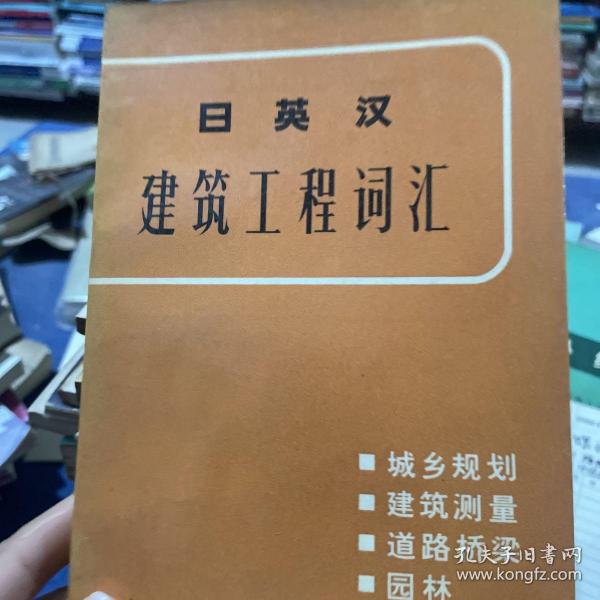 日英汉
建筑工程词汇
■城乡规划
■建筑测量
■道路桥梁
■园林
孔夫子旧书网
www.kongfz.com